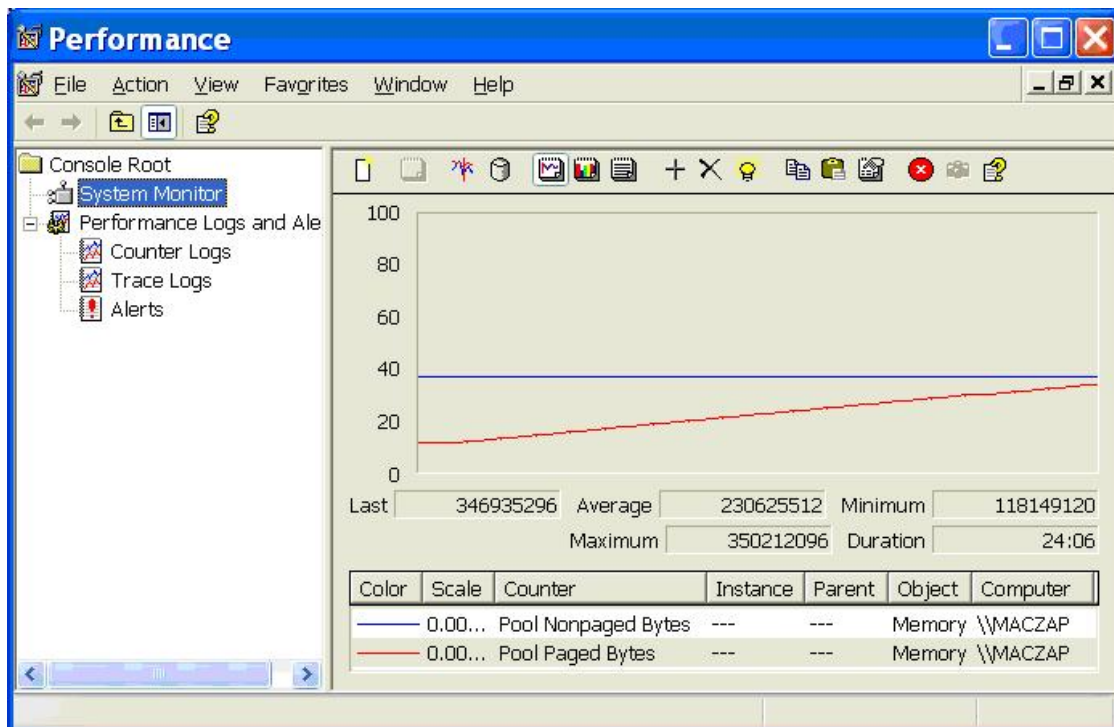 Performance
File Action View Favorites Window Help
Console Root
System Monitor
Performance Logs and Ale
Counter Logs
Trace Logs
Alerts
100
80
60
40
20
0
Last 346935296 Average 230625512 Minimum 118149120
Maximum 350212096 Duration 24:06
Color Scale Counter Instance Parent Object Computer
0.00... Pool Nonpaged Bytes --- --- Memory \\MACZAP
0.00... Pool Paged Bytes --- --- Memory \\MACZAP